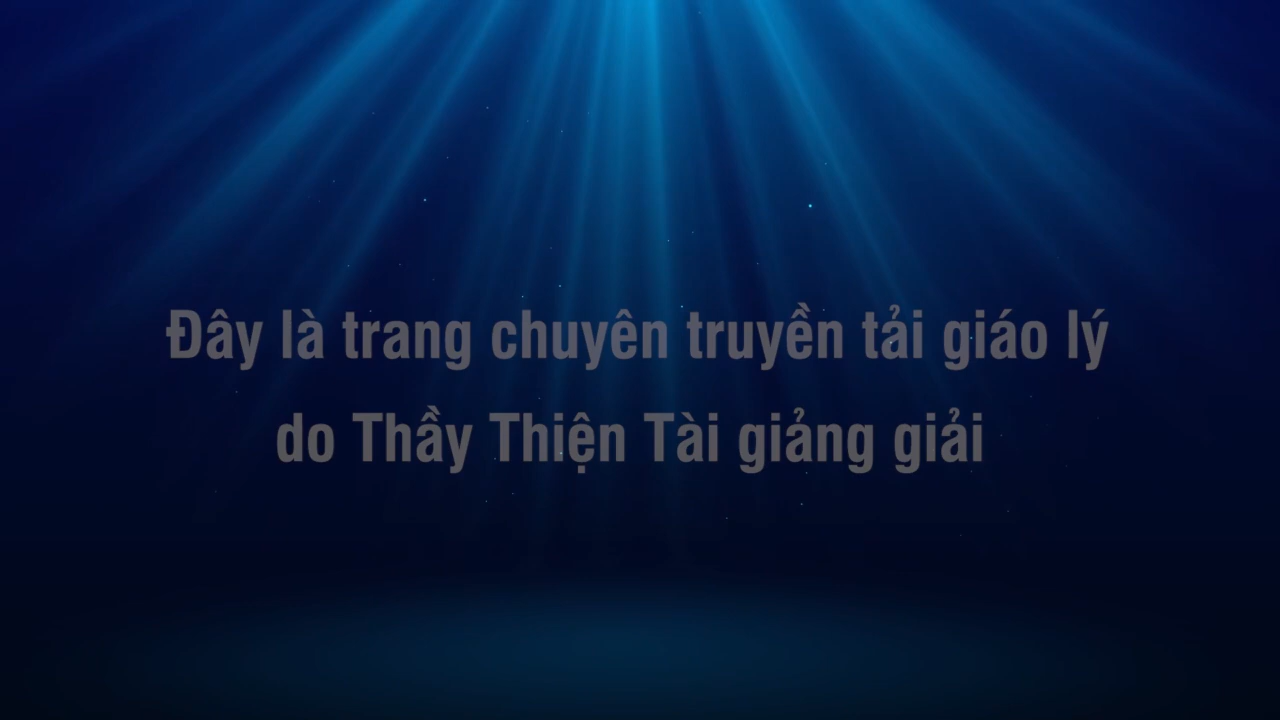 Đây là trang chuyên truyền tải giáo lý
do Thầy Thiện Tài giảng giải